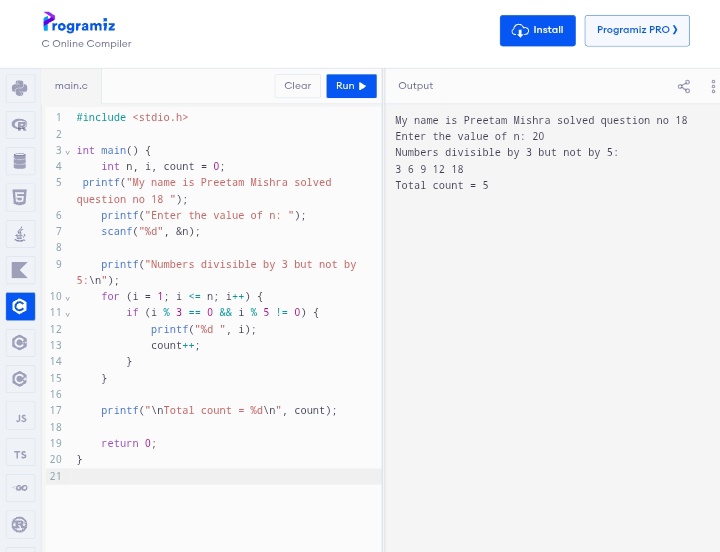 Programiz
C Online Compiler
Install
Programiz PRO ❯
main.c
Clear
Run
Output
1 #include <stdio.h>
2
3 int main() {
4 int n, i, count = 0;
5 printf("My name is Preetam Mishra solved
question no 18 ");
6 printf("Enter the value of n: ");
7 scanf("%d", &n);
8
9 printf("Numbers divisible by 3 but not by
5:\n");
10 for (i = 1; i <= n; i++) {
11 if (i % 3 == 0 && i % 5 != 0) {
12 printf("%d ", i);
13 count++;
14 }
15 }
16
17 printf("\nTotal count = %d\n", count);
18
19 return 0;
20 }
21
My name is Preetam Mishra solved question no 18
Enter the value of n: 20
Numbers divisible by 3 but not by 5:
3 6 9 12 18
Total count = 5
R
5
C
C
C
JS
TS
GO